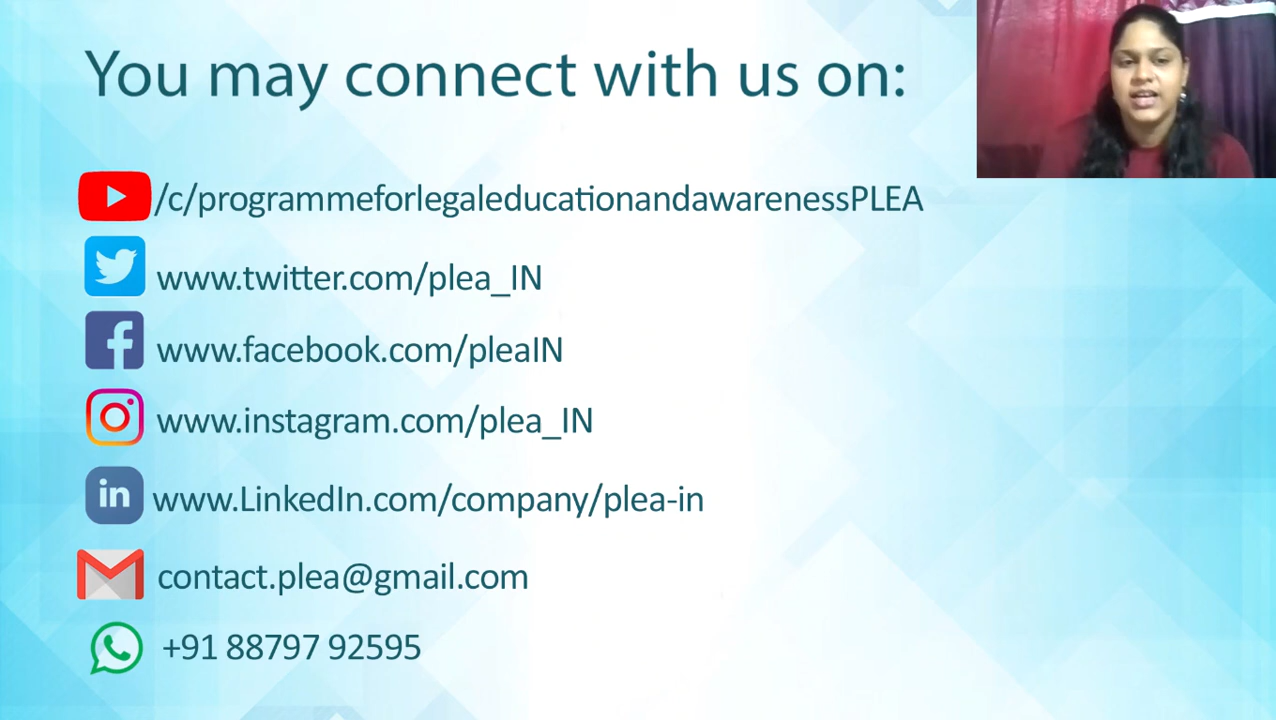 You may connect with us on:
/c/programmeforlegaleducationandawarenessPLEA
www.twitter.com/plea_IN
www.facebook.com/pleaIN
www.instagram.com/plea_IN
in www.LinkedIn.com/company/plea-in
contact.plea@gmail.com
+91 88797 92595